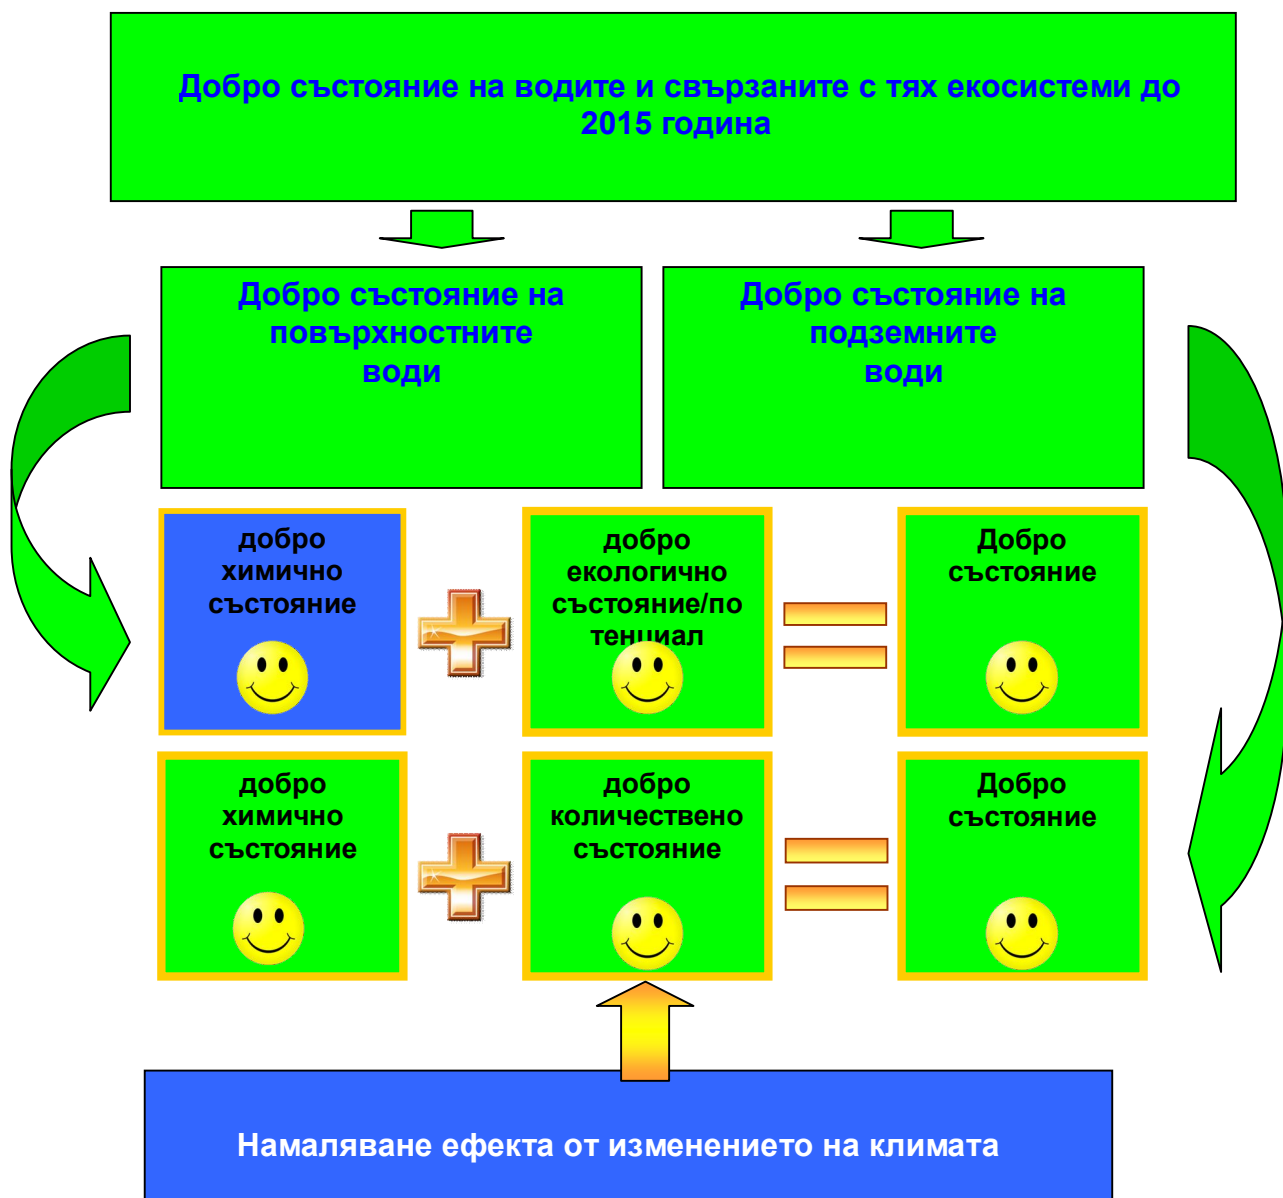 Добро състояние на водите и свързаните с тях екосистеми до
2015 година
Добро състояние на
повърхностните
води
Добро състояние на
подземните
води
добро
химично
състояние
добро
екологично
състояние/по
тенциал
Добро
състояние
добро
химично
състояние
добро
количествено
състояние
Добро
състояние
Намаляване ефекта от изменението на климата